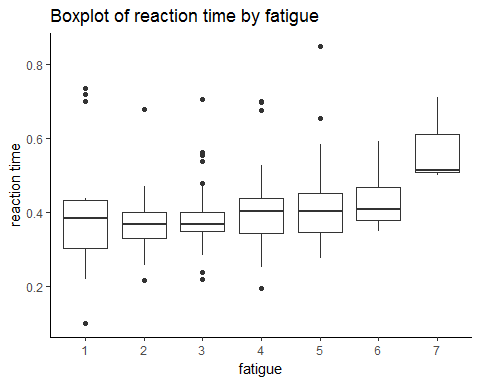 Boxplot of reaction time by fatigue
reaction time
0.8
0.6
0.4
0.2
1 2 3 4 5 6 7
fatigue